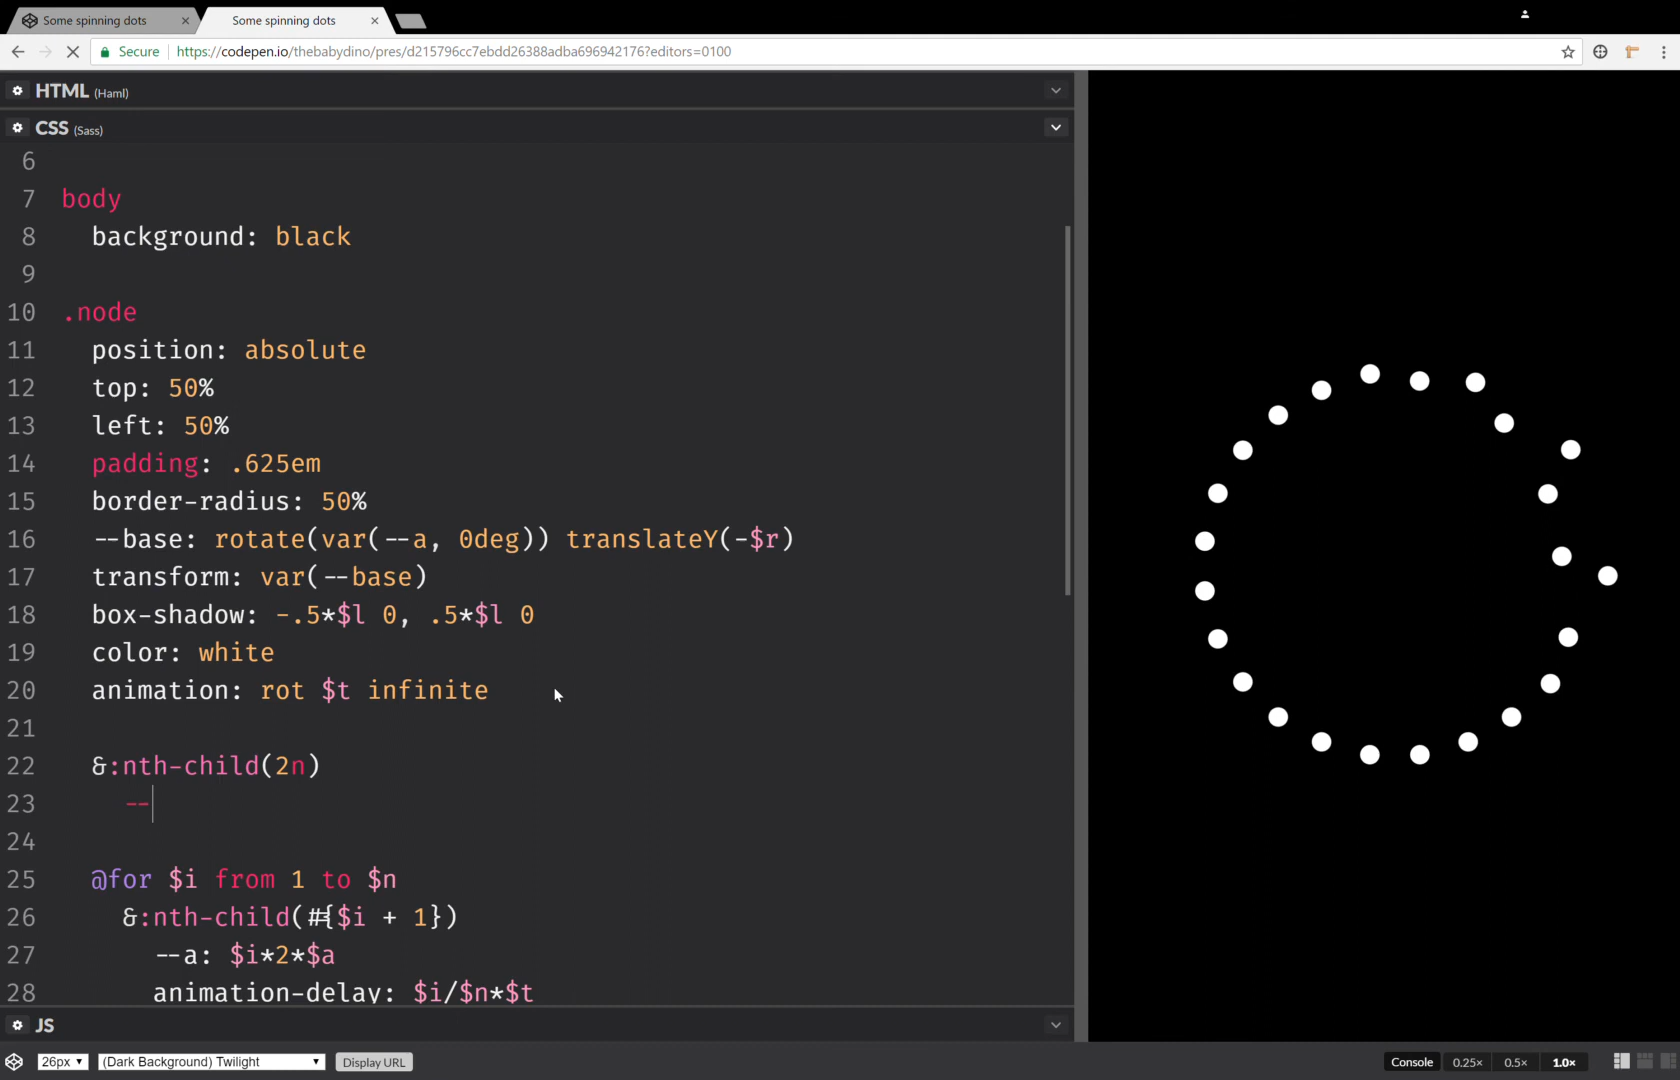 Some spinning dots
Some spinning dots
Secure https://codepen.io/thebabydino/pres/d215796cc7ebdd26388adba696942176?editors=0100
HTML (Haml)
CSS (Sass)
6
7 body
8 background: black
9
10 .node
11 position: absolute
12 top: 50%
13 left: 50%
14 padding: .625em
15 border-radius: 50%
16 --base: rotate(var(--a, 0deg)) translateY(-$r)
17 transform: var(--base)
18 box-shadow: -.5*$l 0, .5*$l 0
19 color: white
20 animation: rot $t infinite
21
22 &:nth-child(2n)
23 --
24
25 @for $i from 1 to $n
26 &:nth-child(#{$i + 1})
27 --a: $i*2*$a
28 animation-delay: $i/$n*$t
JS
26px (Dark Background) Twilight Display URL Console 0.25× 0.5× 1.0×